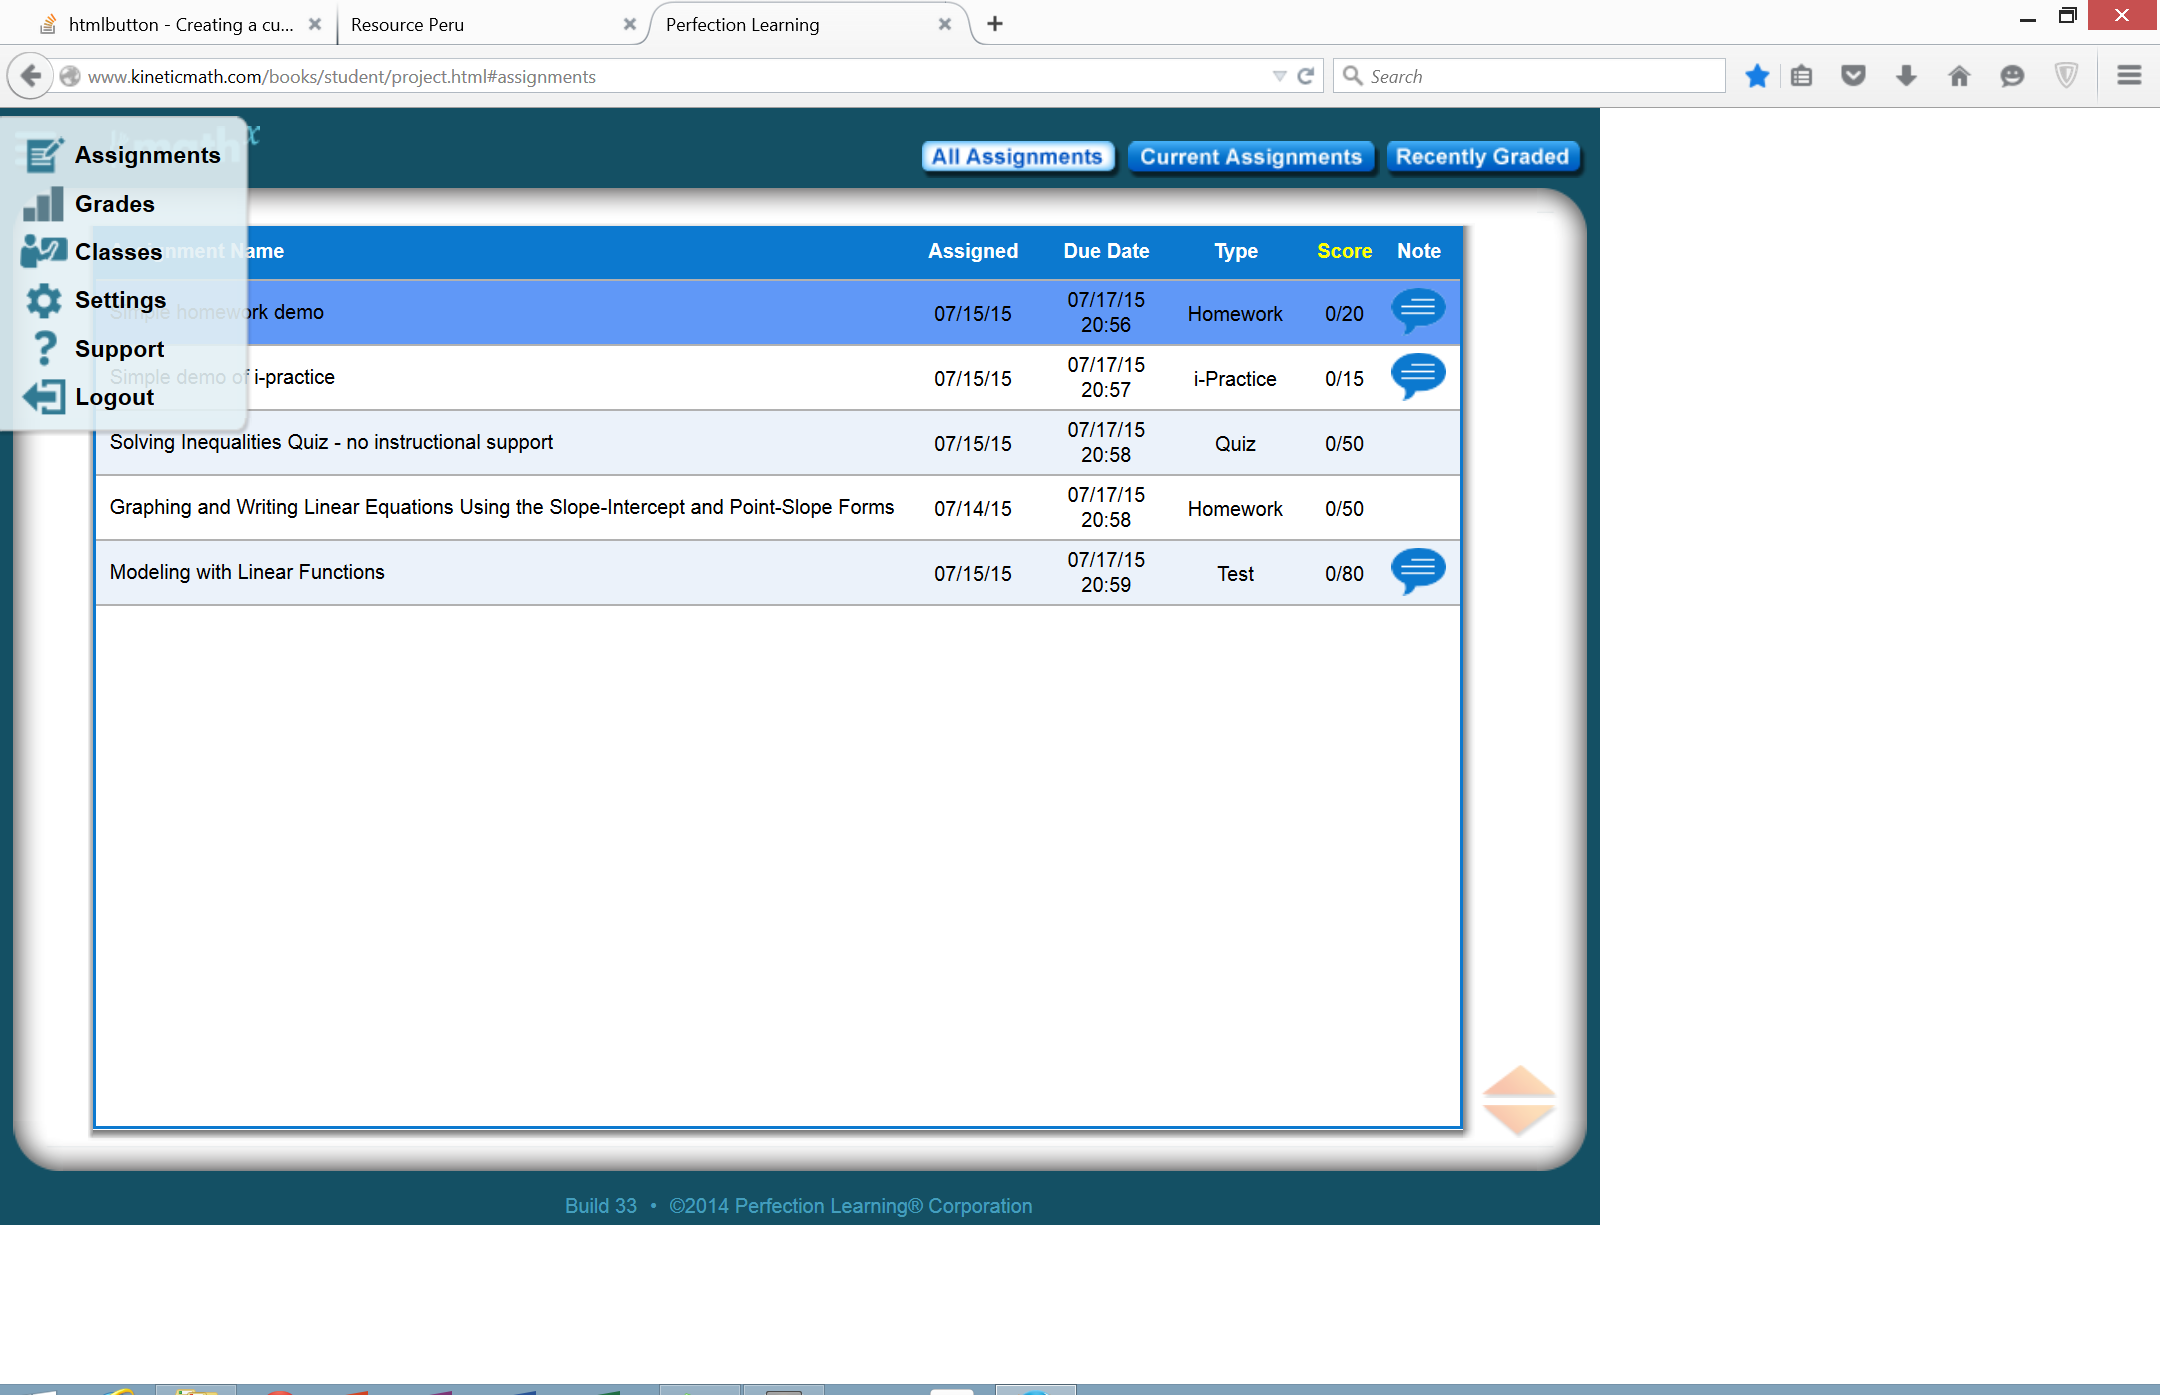 htmlbutton - Creating a cu...
Resource Peru
Perfection Learning
www.kineticmath.com/books/student/project.html#assignments
Search
Assignments
Grades
Classes
Settings
Support
Logout
All Assignments
Current Assignments
Recently Graded
Assignment Name Assigned Due Date Type Score Note
Simple homework demo 07/15/15 07/17/15 20:56 Homework 0/20
Simple demo of i-practice 07/15/15 07/17/15 20:57 i-Practice 0/15
Solving Inequalities Quiz - no instructional support 07/15/15 07/17/15 20:58 Quiz 0/50
Graphing and Writing Linear Equations Using the Slope-Intercept and Point-Slope Forms 07/14/15 07/17/15 20:58 Homework 0/50
Modeling with Linear Functions 07/15/15 07/17/15 20:59 Test 0/80
Build 33 • ©2014 Perfection Learning® Corporation